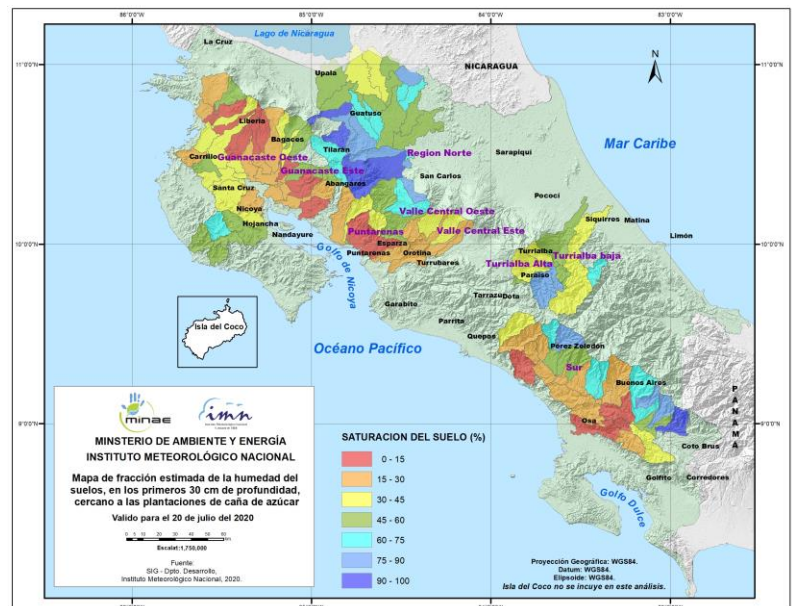 86°0'0"W 85°0'0"W 84°0'0"W 83°0'0"W
11°0'0"N
10°0'0"N
9°0'0"N
11°0'0"N
10°0'0"N
9°0'0"N
Lago de Nicaragua
La Cruz
Upala
NICARAGUA
N
Guatuso
Liberia
Mar Caribe
Bagaces
Tilarán
Sarapiquí
Carrillo
Guanacaste Oeste
Region Norte
Guanacaste Este
San Carlos
Abangares
Santa Cruz
Pococí
Nicoya
Valle Central Oeste
Siquirres
Matina
Hojancha
Puntarenas
Valle Central Este
Limón
Nandayure
Esparza
Turrialba
Turrialba baja
Puntarenas
Orotina
Turrubares
Turrialba Alta
Paraíso
Golfo de Nicoya
Tarrazú
Dota
Garabito
Parrita
Isla del Coco
Quepos
Pérez Zeledón
Océano Pacífico
Sur
Buenos Aires
PANAMA
Osa
Coto Brus
Golfito
Corredores
Golfo Dulce
minae
imn
MINSTERIO DE AMBIENTE Y ENERGÍA
INSTITUTO METEOROLÓGICO NACIONAL
Mapa de fracción estimada de la humedad del
suelos, en los primeros 30 cm de profundidad,
cercano a las plantaciones de caña de azúcar
Valido para el 20 de julio del 2020
Escalet:1,750,000
Fuente:
SIG - Dpto. Desarrollo,
Instituto Meteorológico Nacional, 2020.
SATURACION DEL SUELO (%)
0 - 15
15 - 30
30 - 45
45 - 60
60 - 75
75 - 90
90 - 100
Proyección Geográfica: WGS84.
Datum: WGS84.
Elipsoide: WGS84.
Isla del Coco no se incuye en este análisis.